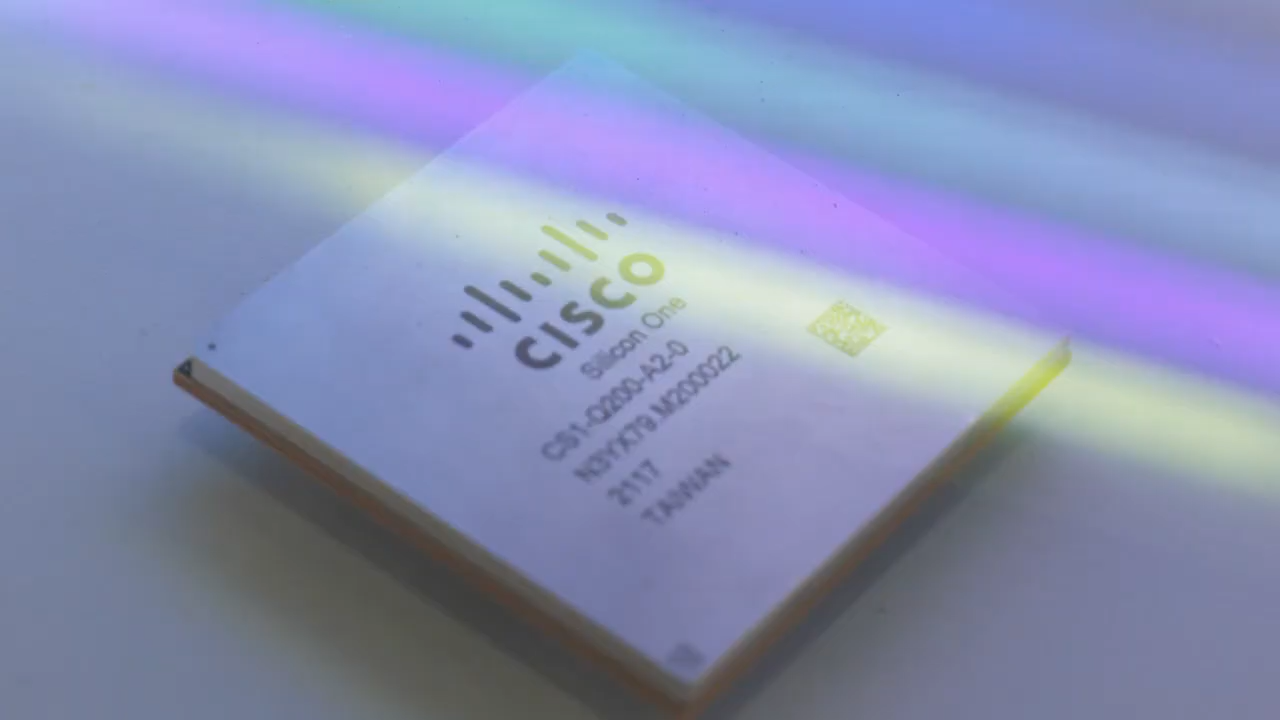 CISCO
Silicon One
CS1-Q200-A2-0
N3YX79.M200022
2117
TAIWAN